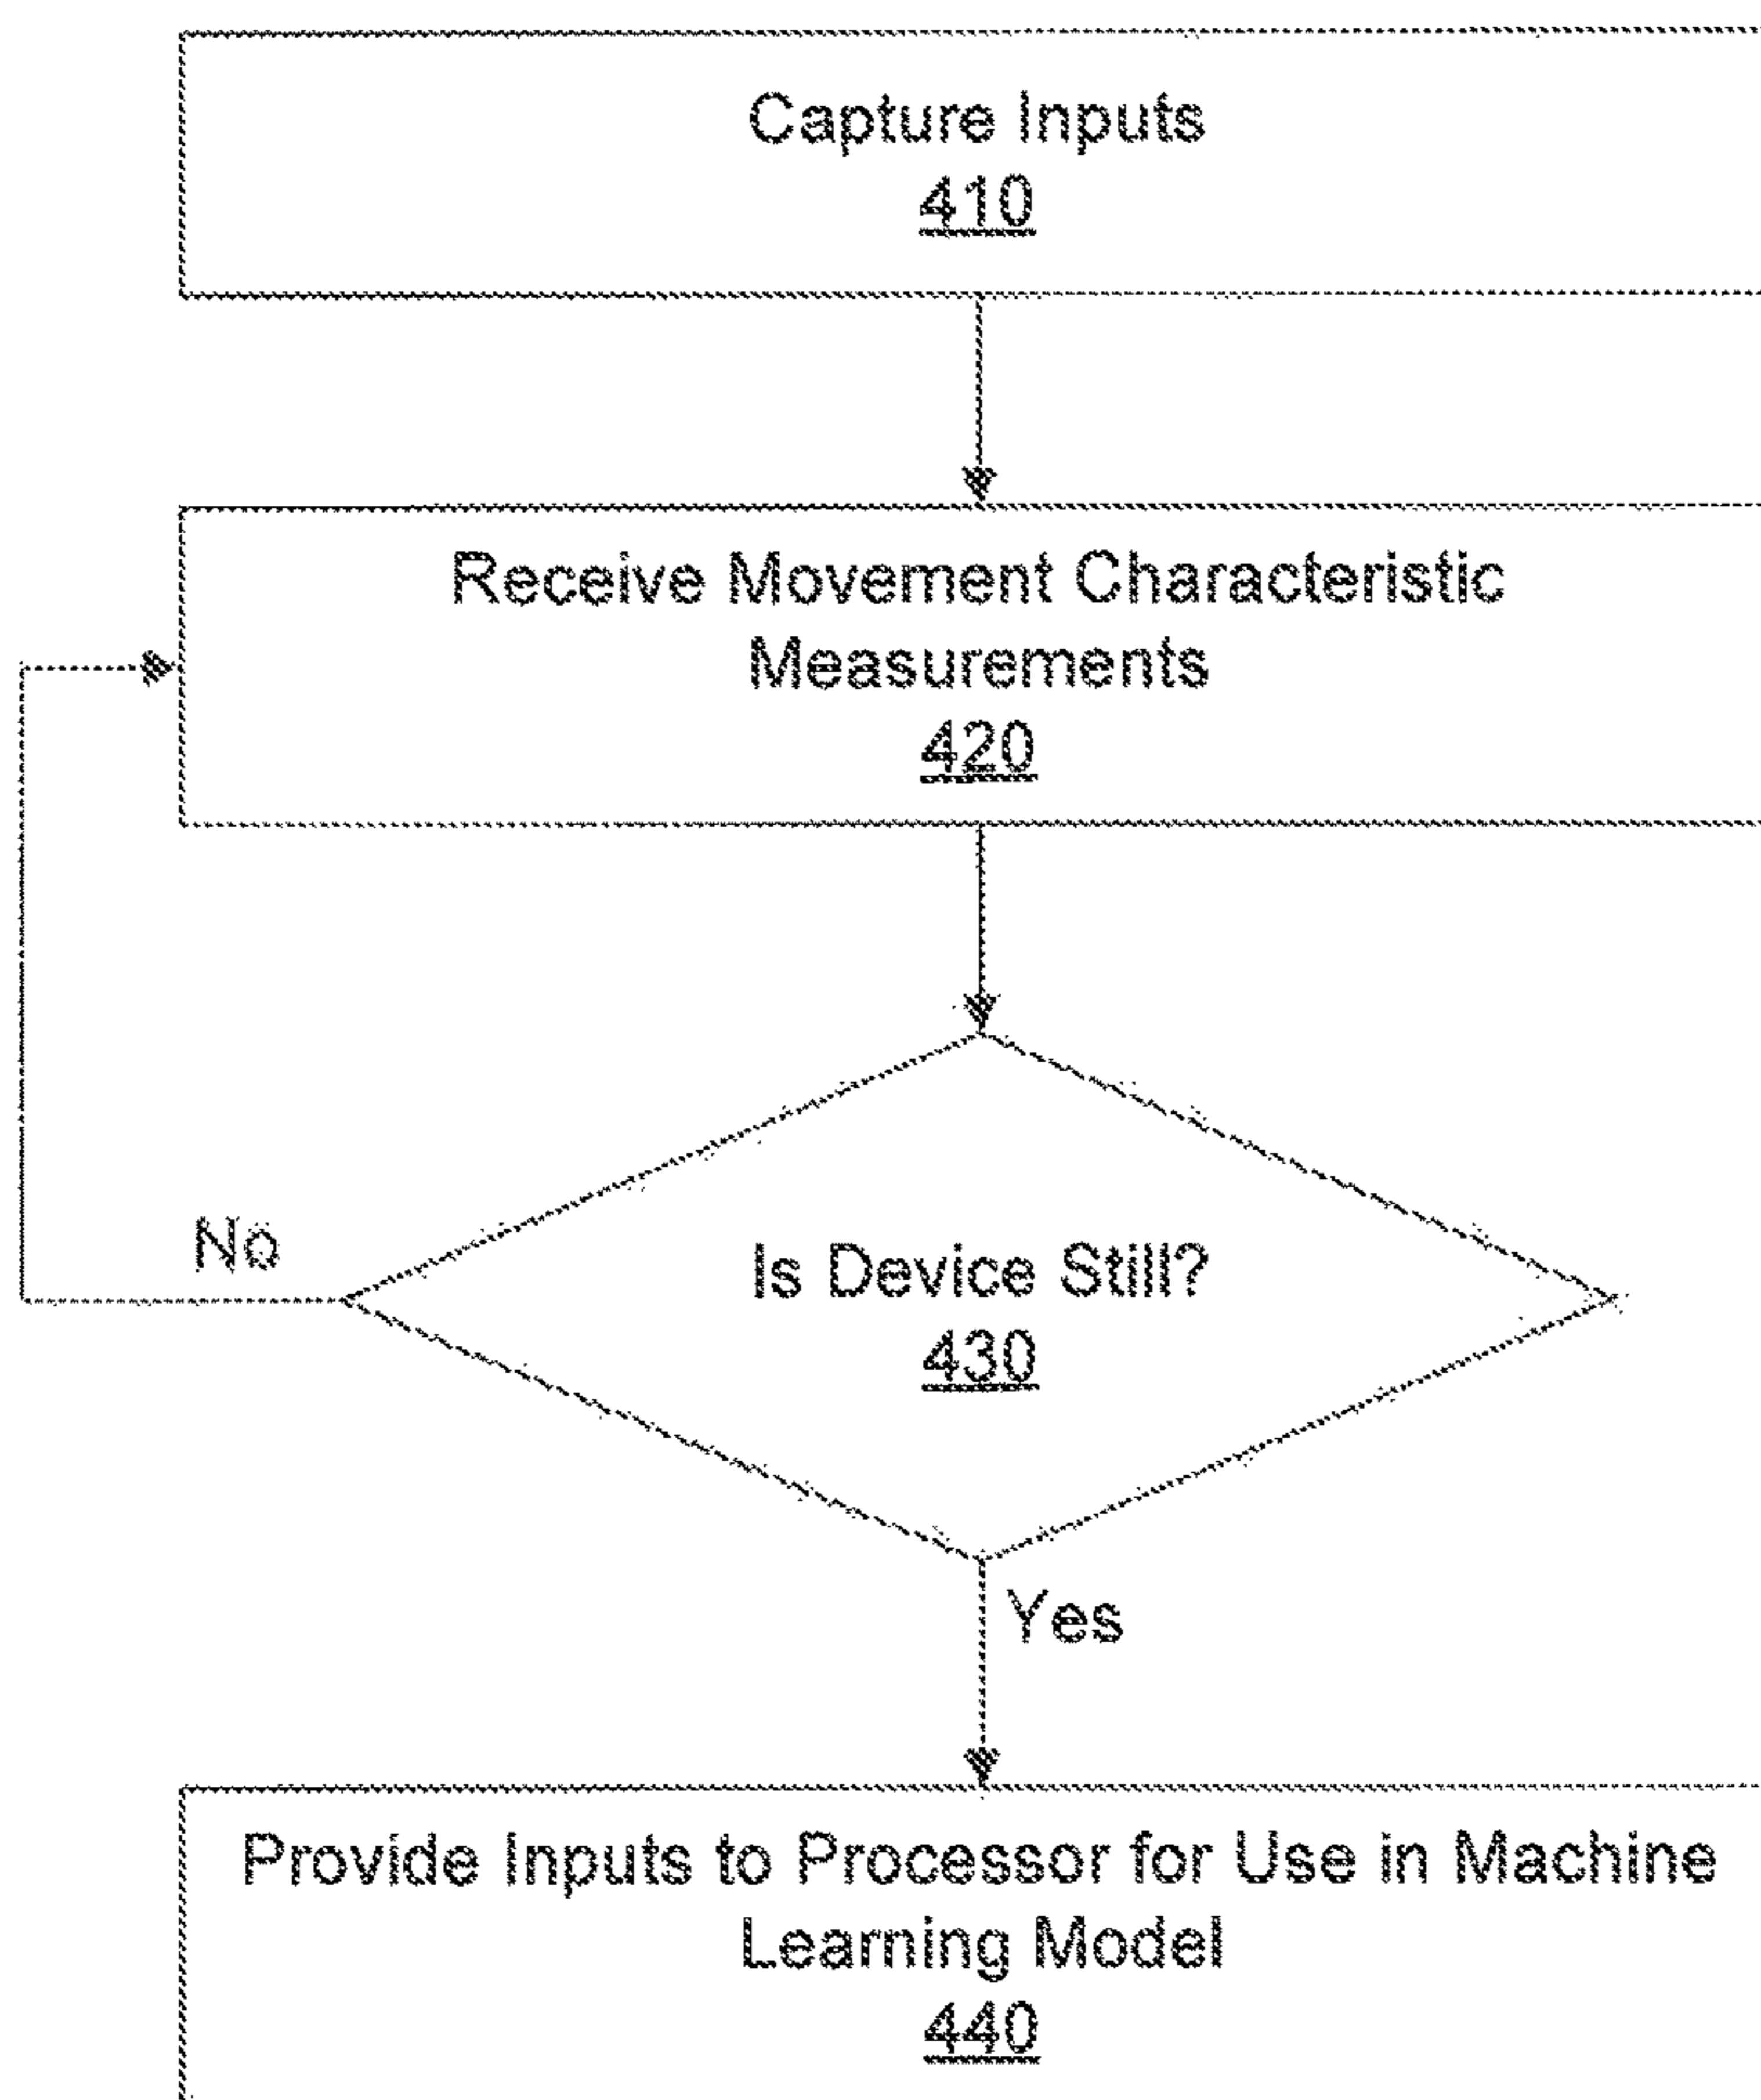 Capture Inputs
410
Receive Movement Characteristic
Measurements
420
No
Is Device Still?
430
Yes
Provide Inputs to Processor for Use in Machine
Learning Model
440